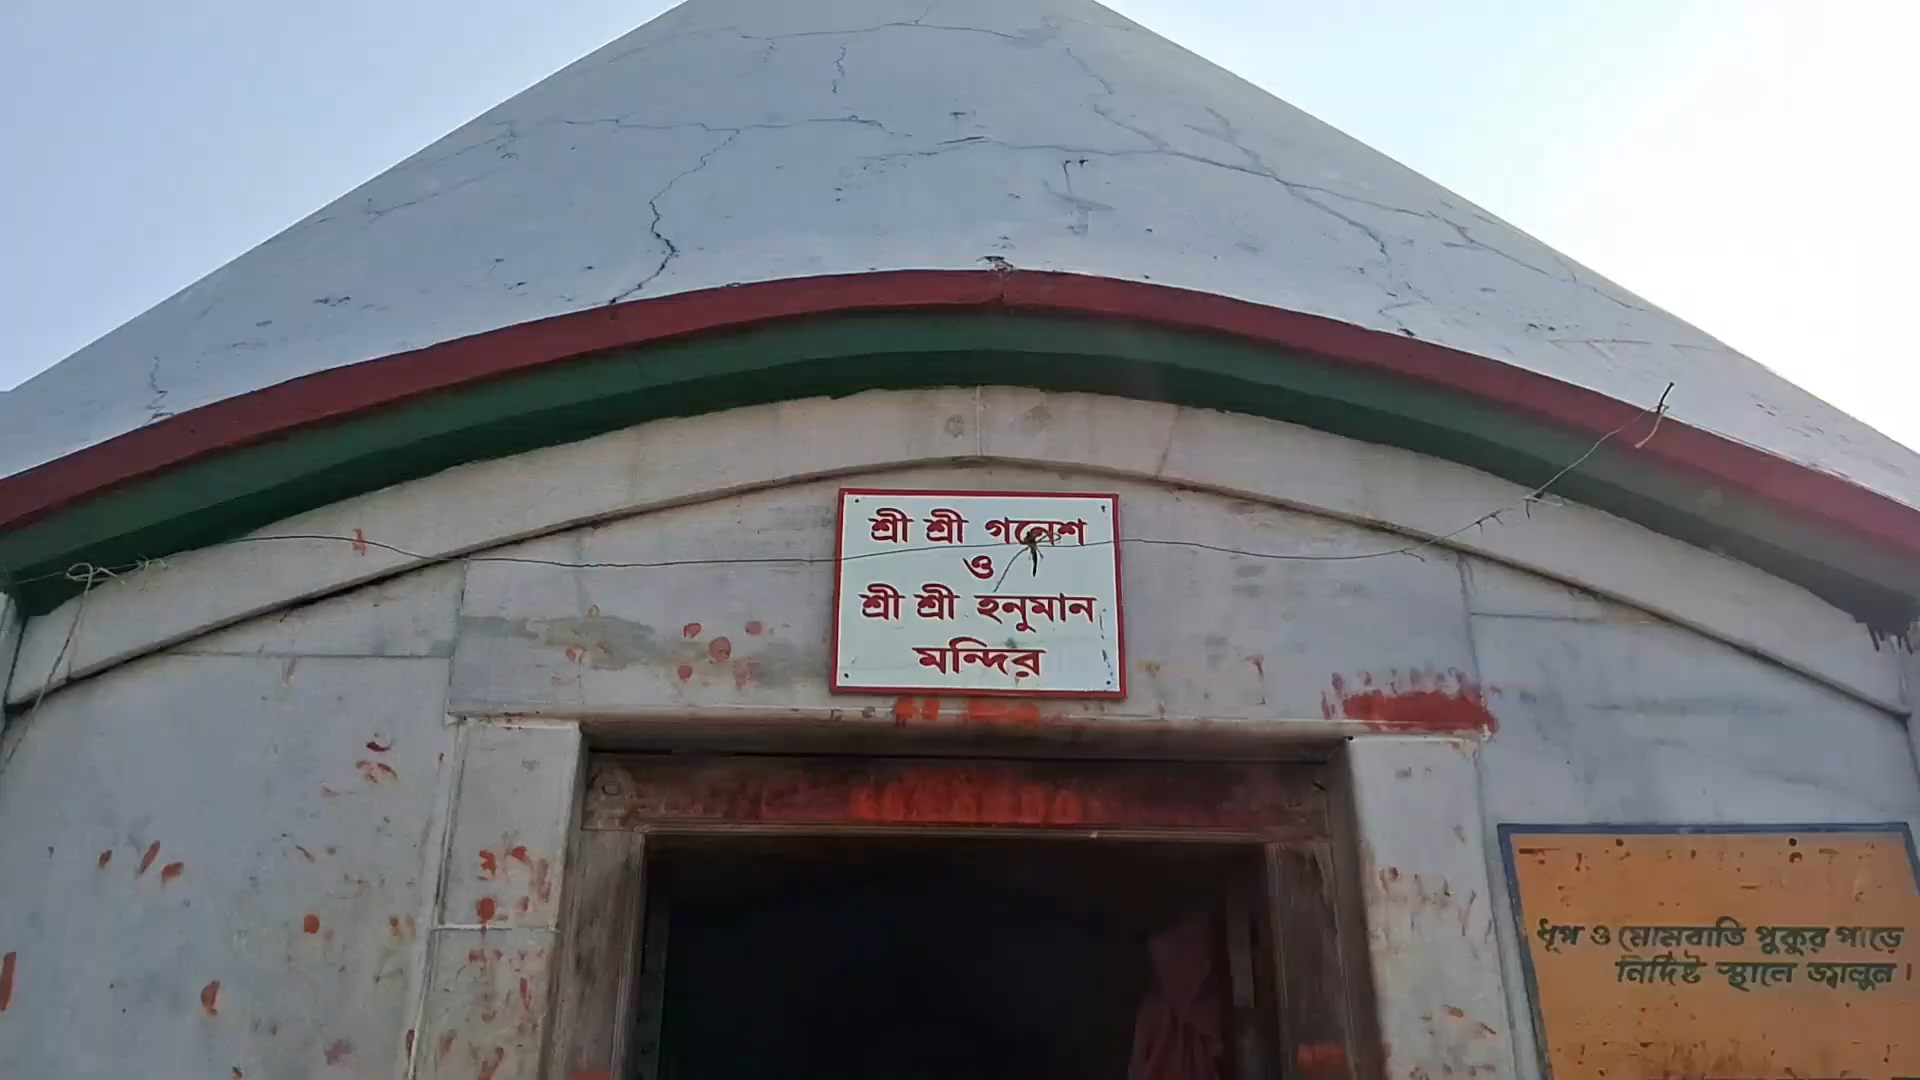 শ্রী শ্রী গনেশ
ও
শ্রী শ্রী হনুমান
মন্দির
ধূপ ও মোমবাতি পুকুর পাড়ে
নির্দিষ্ট স্থানে জ্বালুন।